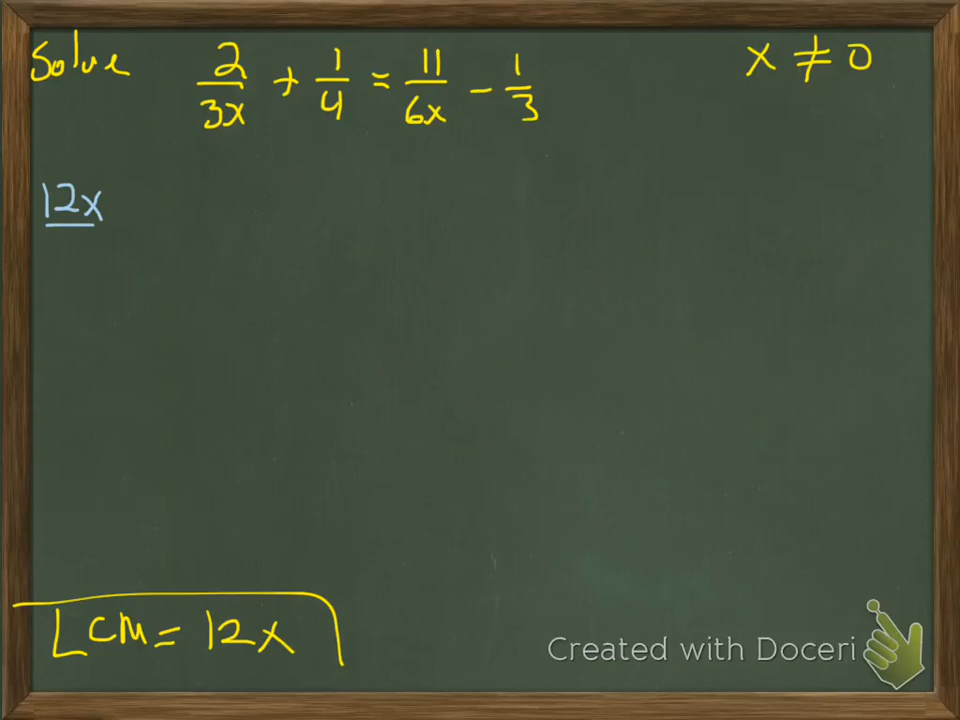 Solve 2/3x + 1/4 = 11/6x - 1/3 x ≠ 0
12x
LCM = 12x
Created with Doceri